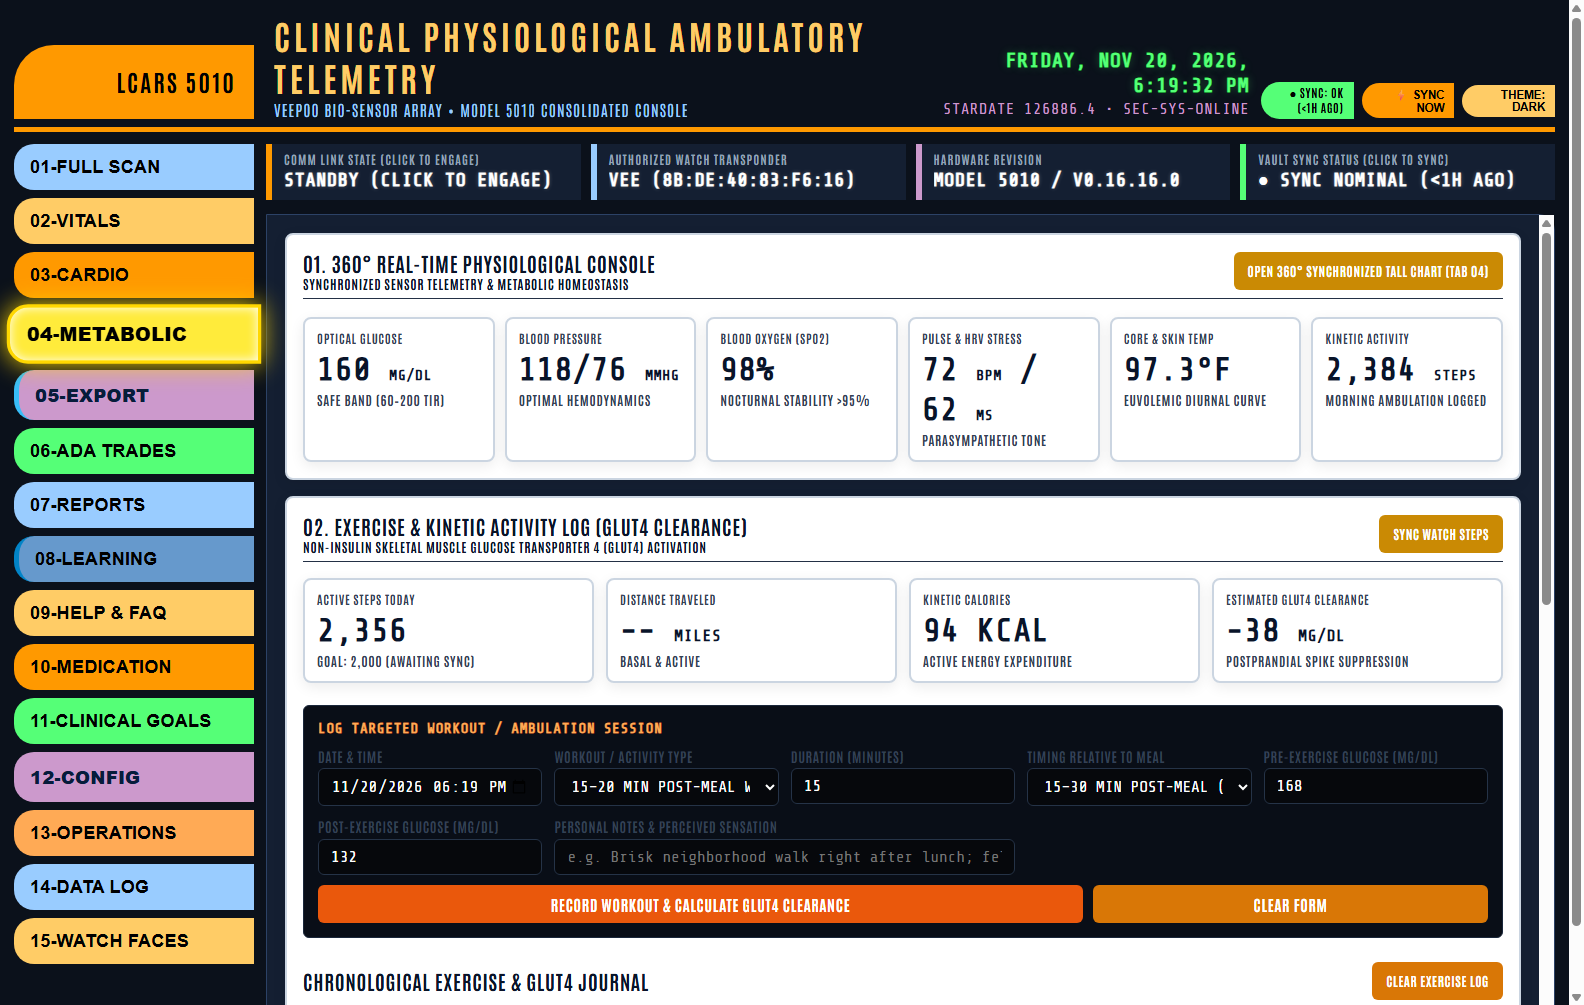 LCARS 5010
CLINICAL PHYSIOLOGICAL AMBULATORY
TELEMETRY
VEEPOO BIO-SENSOR ARRAY • MODEL 5010 CONSOLIDATED CONSOLE
FRIDAY, NOV 20, 2026,
6:19:32 PM
STARDATE 126886.4 · SEC-SYS-ONLINE
● SYNC: OK
(<1H AGO)
SYNC
NOW
THEME:
DARK
01-FULL SCAN
02-VITALS
03-CARDIO
04-METABOLIC
05-EXPORT
06-ADA TRADES
07-REPORTS
08-LEARNING
09-HELP & FAQ
10-MEDICATION
11-CLINICAL GOALS
12-CONFIG
13-OPERATIONS
14-DATA LOG
15-WATCH FACES
COMM LINK STATE (CLICK TO ENGAGE)
STANDBY (CLICK TO ENGAGE)
AUTHORIZED WATCH TRANSPONDER
VEE (8B:DE:40:83:F6:16)
HARDWARE REVISION
MODEL 5010 / V0.16.16.0
VAULT SYNC STATUS (CLICK TO SYNC)
● SYNC NOMINAL (<1H AGO)
01. 360° REAL-TIME PHYSIOLOGICAL CONSOLE
SYNCHRONIZED SENSOR TELEMETRY & METABOLIC HOMEOSTASIS
OPEN 360° SYNCHRONIZED TALL CHART (TAB 04)
OPTICAL GLUCOSE
160 MG/DL
SAFE BAND (60-200 TIR)
BLOOD PRESSURE
118/76 MMHG
OPTIMAL HEMODYNAMICS
BLOOD OXYGEN (SPO2)
98%
NOCTURNAL STABILITY >95%
PULSE & HRV STRESS
72 BPM /
62 MS
PARASYMPATHETIC TONE
CORE & SKIN TEMP
97.3°F
EUVOLEMIC DIURNAL CURVE
KINETIC ACTIVITY
2,384 STEPS
MORNING AMBULATION LOGGED
02. EXERCISE & KINETIC ACTIVITY LOG (GLUT4 CLEARANCE)
NON-INSULIN SKELETAL MUSCLE GLUCOSE TRANSPORTER 4 (GLUT4) ACTIVATION
SYNC WATCH STEPS
ACTIVE STEPS TODAY
2,356
GOAL: 2,000 (AWAITING SYNC)
DISTANCE TRAVELED
-- MILES
BASAL & ACTIVE
KINETIC CALORIES
94 KCAL
ACTIVE ENERGY EXPENDITURE
ESTIMATED GLUT4 CLEARANCE
-38 MG/DL
POSTPRANDIAL SPIKE SUPPRESSION
LOG TARGETED WORKOUT / AMBULATION SESSION
DATE & TIME
11/20/2026 06:19 PM
WORKOUT / ACTIVITY TYPE
15-20 MIN POST-MEAL W
DURATION (MINUTES)
15
TIMING RELATIVE TO MEAL
15-30 MIN POST-MEAL (
PRE-EXERCISE GLUCOSE (MG/DL)
168
POST-EXERCISE GLUCOSE (MG/DL)
132
PERSONAL NOTES & PERCEIVED SENSATION
e.g. Brisk neighborhood walk right after lunch; fe
RECORD WORKOUT & CALCULATE GLUT4 CLEARANCE
CLEAR FORM
CHRONOLOGICAL EXERCISE & GLUT4 JOURNAL
CLEAR EXERCISE LOG